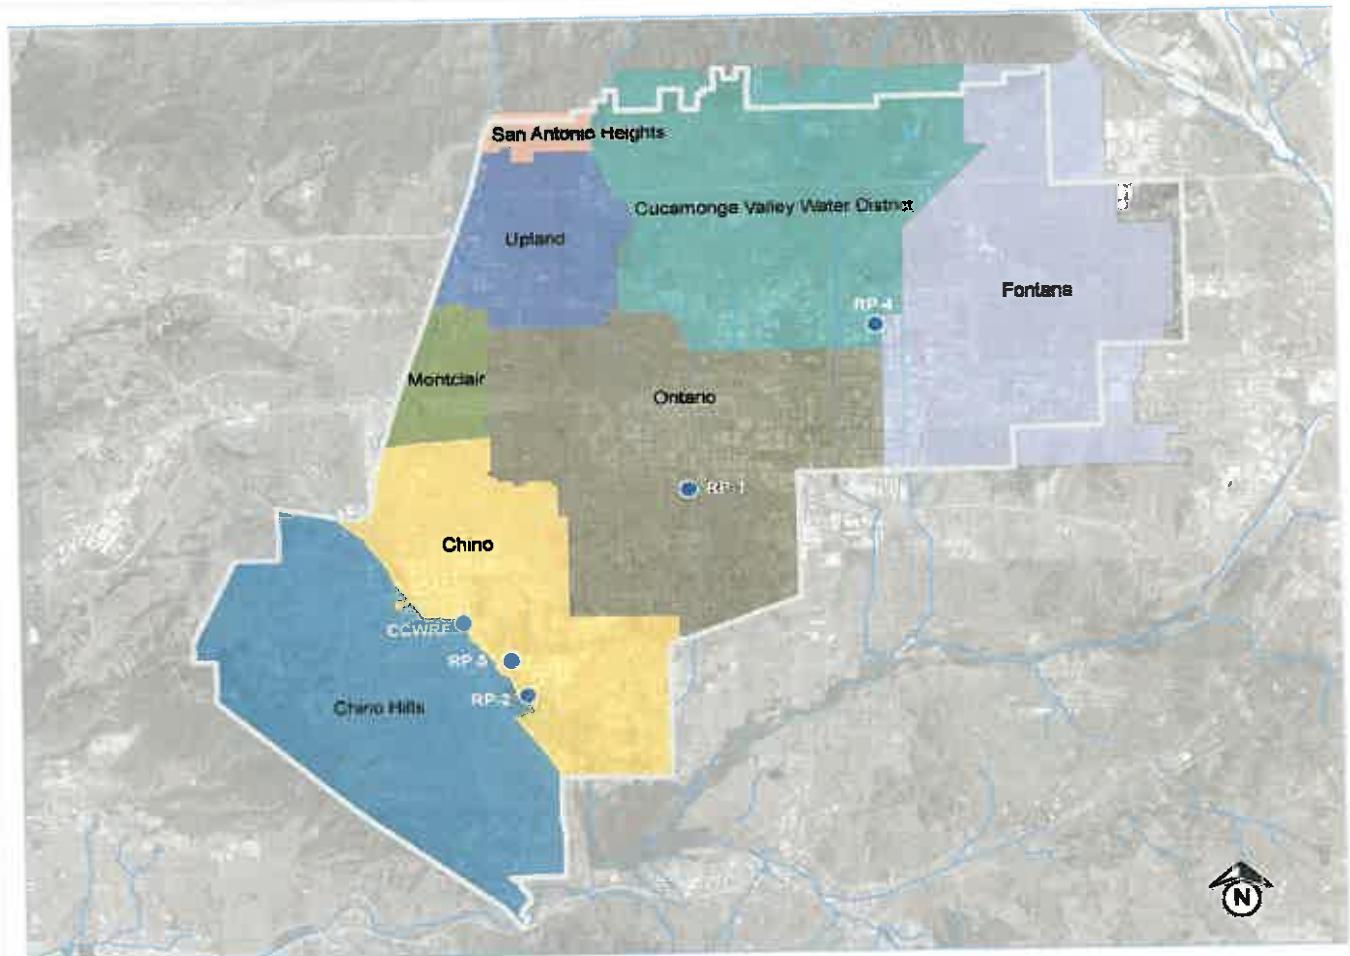 San Antonio Heights
Cucamonga Valley Water District
Upland
Fontana
RP-4
Montclair
Ontario
RP-1
Chino
CCWRF
RP-5
RP-2
Chino Hills
N